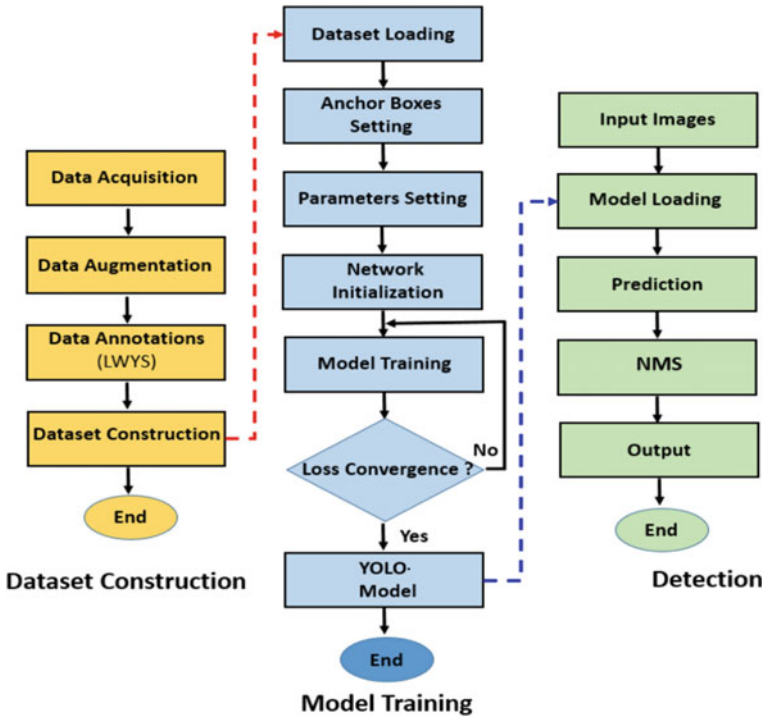 Data Acquisition
Data Augmentation
Data Annotations
(LWYS)
Dataset Construction
End
Dataset Construction
Dataset Loading
Anchor Boxes
Setting
Parameters Setting
Network
Initialization
Model Training
Loss Convergence ?
No
Yes
YOLO·
Model
End
Model Training
Input Images
Model Loading
Prediction
NMS
Output
End
Detection